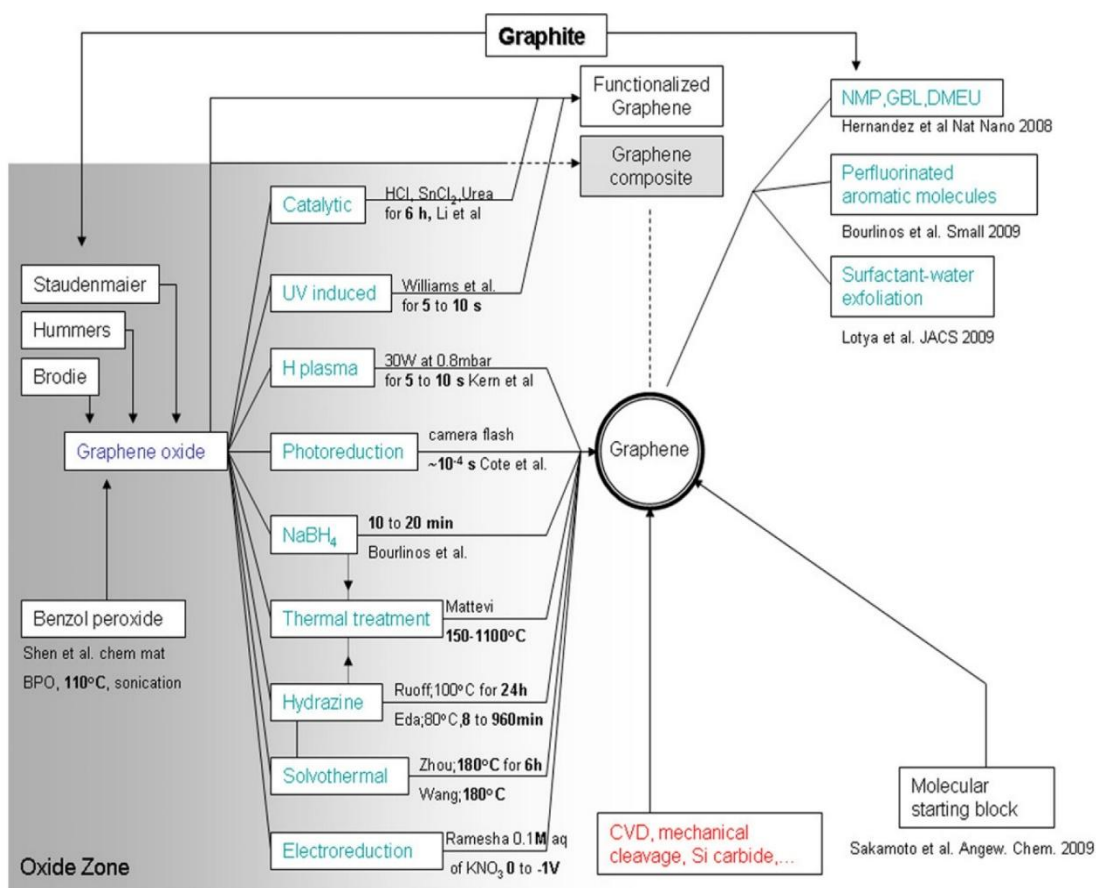 Graphite
Functionalized
Graphene
Graphene
composite
NMP,GBL,DMEU
Hernandez et al Nat Nano 2008
Perfluorinated
aromatic molecules
Bourlinos et al. Small 2009
Surfactant-water
exfoliation
Lotya et al. JACS 2009
Staudenmaier
Hummers
Brodie
Graphene oxide
Benzol peroxide
Shen et al. chem mat
BPO, 110°C, sonication
Catalytic
HCl, SnCl₂,Urea
for 6 h, Li et al
UV induced
Williams et al.
for 5 to 10 s
H plasma
30W at 0.8mbar
for 5 to 10 s Kern et al
Photoreduction
camera flash
~10⁻⁴ s Cote et al.
NaBH₄
10 to 20 min
Bourlinos et al.
Thermal treatment
Mattevi
150-1100°C
Hydrazine
Ruoff;100°C for 24h
Eda;80°C,8 to 960min
Solvothermal
Zhou;180°C for 6h
Wang;180°C
Electroreduction
Ramesha 0.1M aq
of KNO₃ 0 to -1V
Oxide Zone
Graphene
CVD, mechanical
cleavage, Si carbide,...
Molecular
starting block
Sakamoto et al. Angew. Chem. 2009